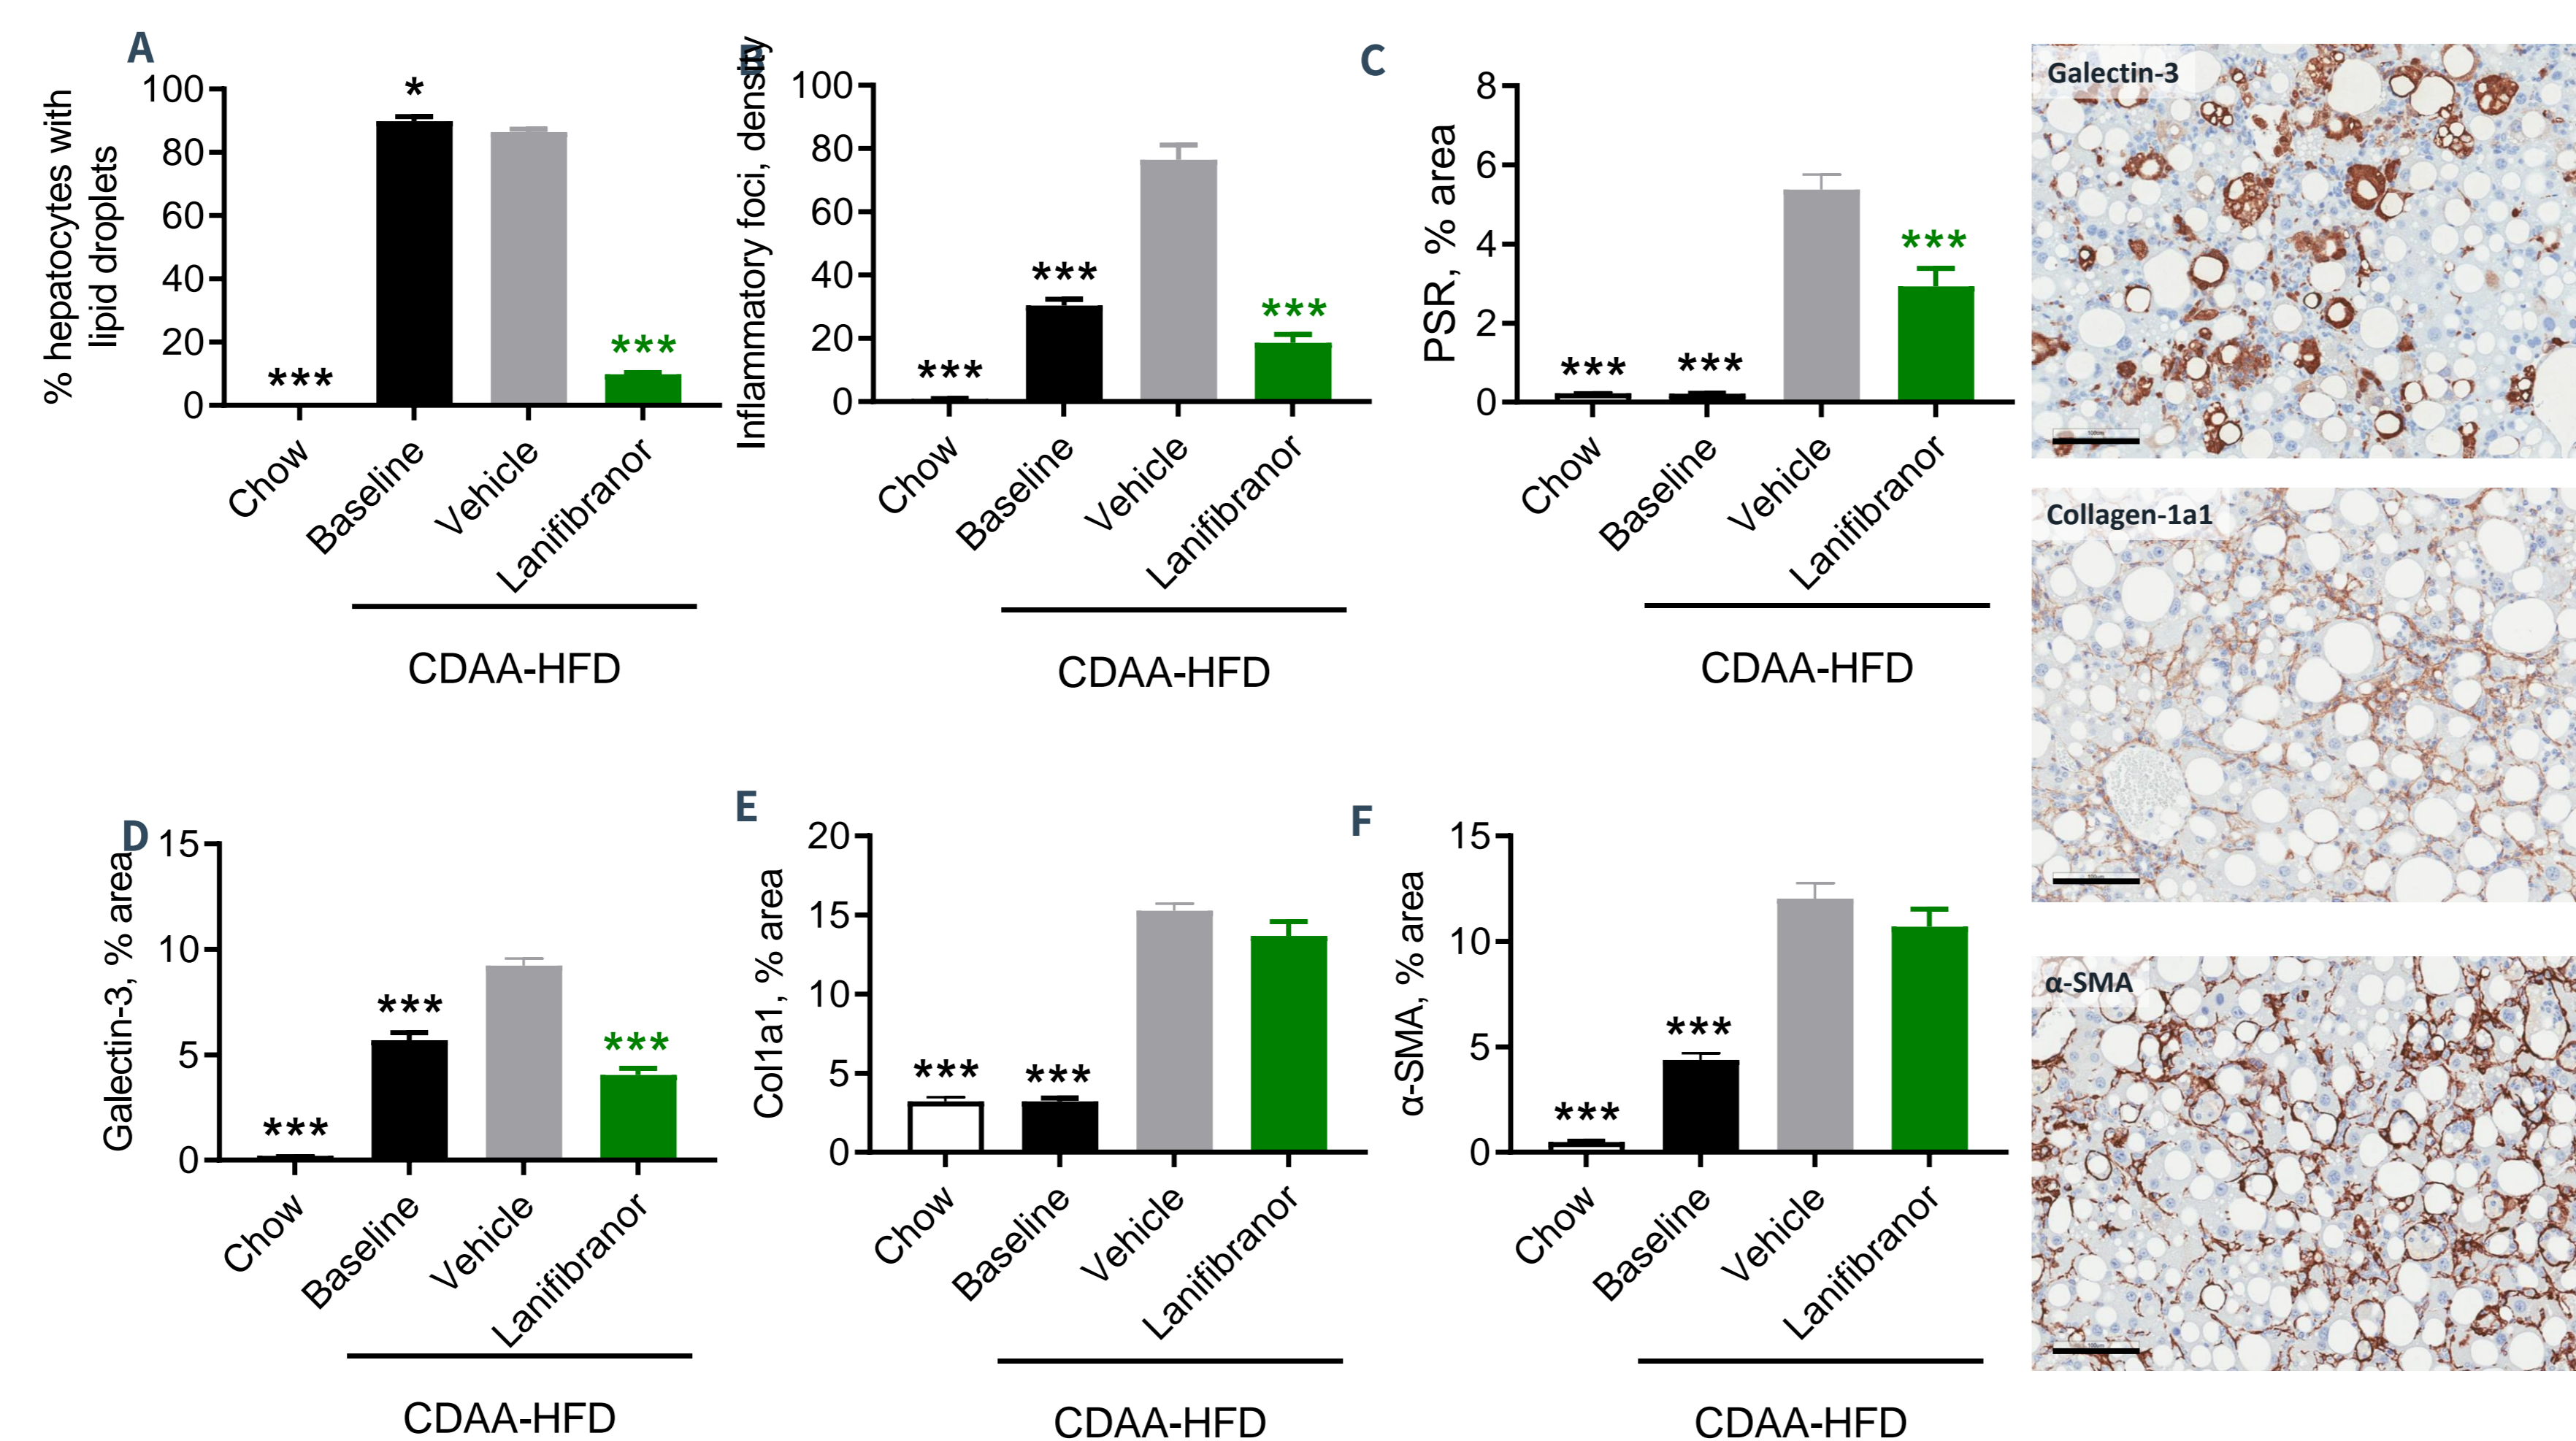 A
% hepatocytes with
lipid droplets
100
80
60
40
20
0
*
***
***
Chow
Baseline
Vehicle
Lanifibranor
CDAA-HFD
B
Inflammatory foci, density
100
80
60
40
20
0
***
***
***
Chow
Baseline
Vehicle
Lanifibranor
CDAA-HFD
C
PSR, % area
8
6
4
2
0
***
***
***
Chow
Baseline
Vehicle
Lanifibranor
CDAA-HFD
Galectin-3
Collagen-1a1
α-SMA
D
Galectin-3, % area
15
10
5
0
***
***
***
Chow
Baseline
Vehicle
Lanifibranor
CDAA-HFD
E
Col1a1, % area
20
15
10
5
0
***
***
Chow
Baseline
Vehicle
Lanifibranor
CDAA-HFD
F
α-SMA, % area
15
10
5
0
***
***
Chow
Baseline
Vehicle
Lanifibranor
CDAA-HFD